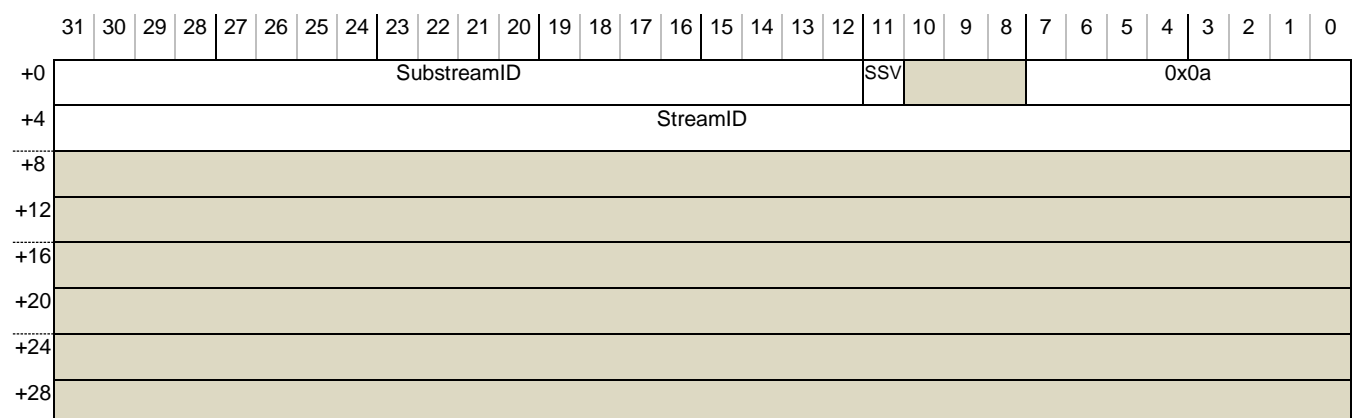 31 30 29 28 27 26 25 24 23 22 21 20 19 18 17 16 15 14 13 12 11 10 9 8 7 6 5 4 3 2 1 0
+0 SubstreamID SSV 0x0a
+4 StreamID
+8
+12
+16
+20
+24
+28